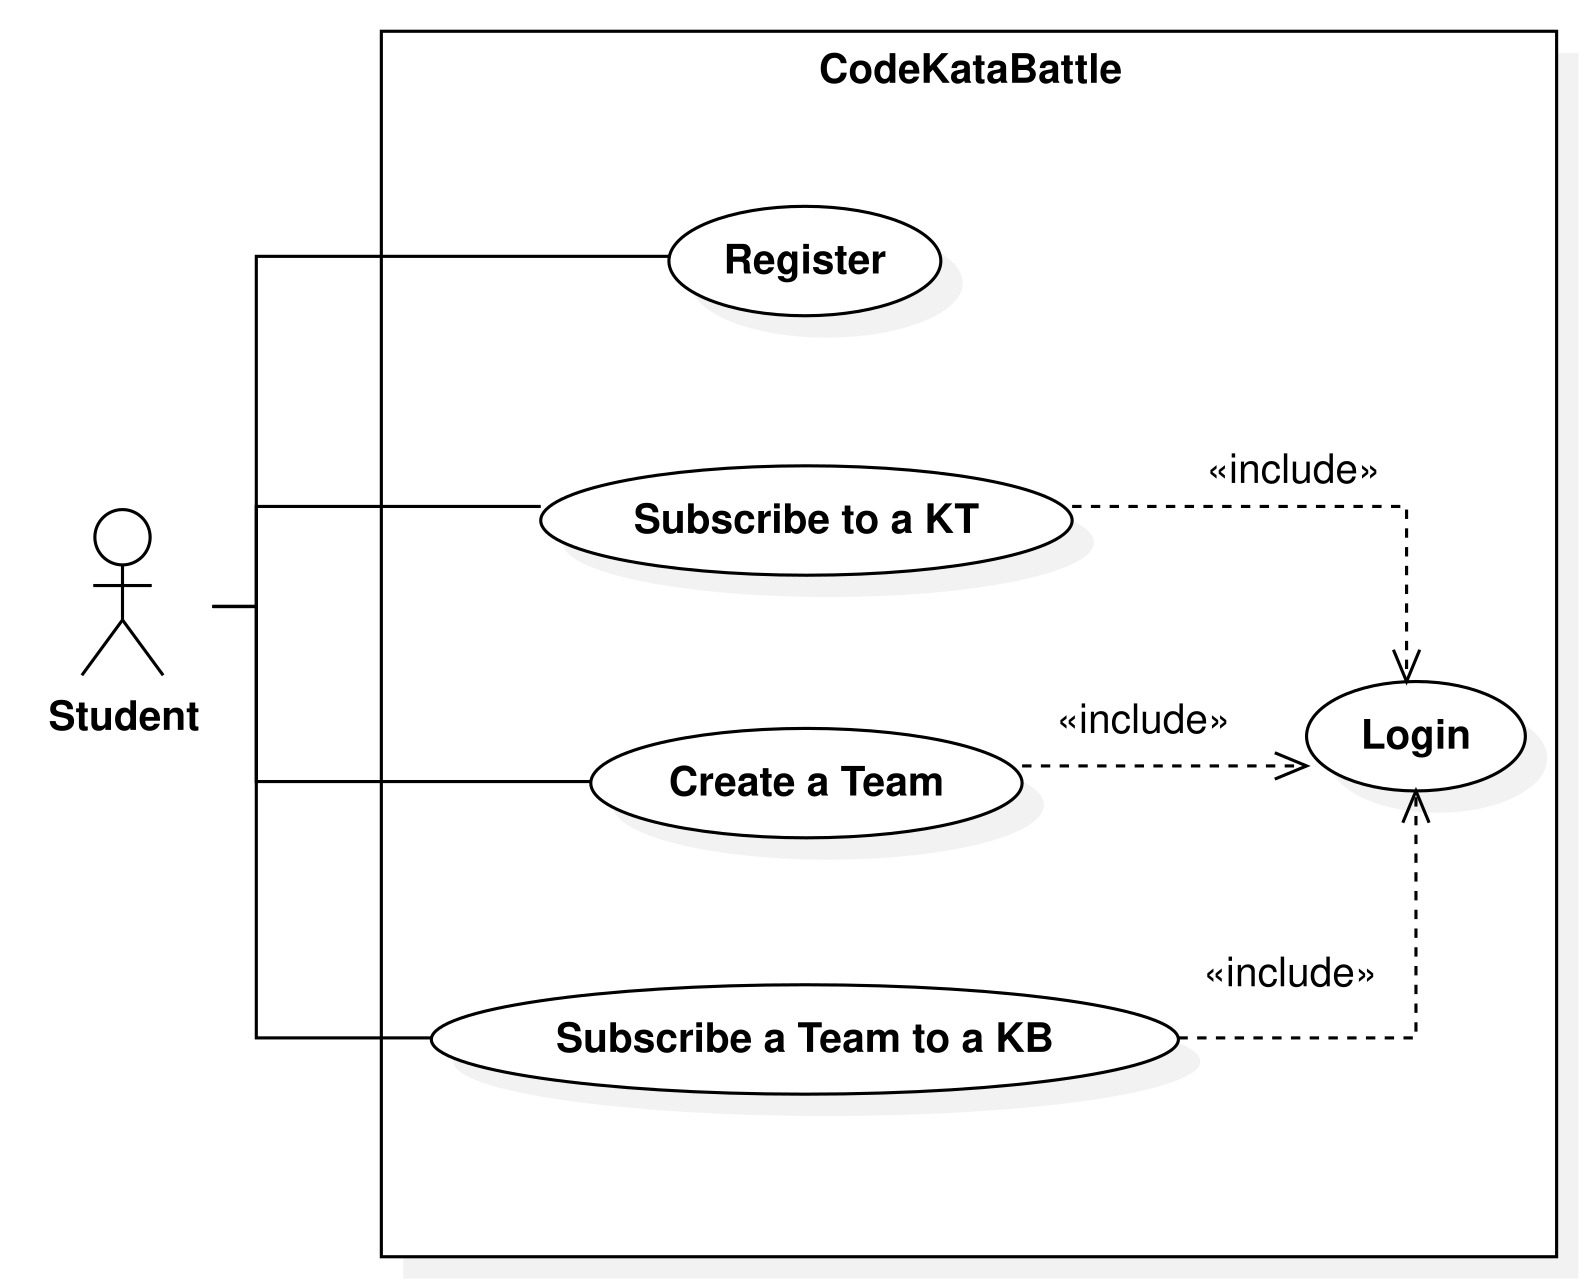 CodeKataBattle
Register
«include»
Subscribe to a KT
Student
«include»
Login
Create a Team
«include»
Subscribe a Team to a KB